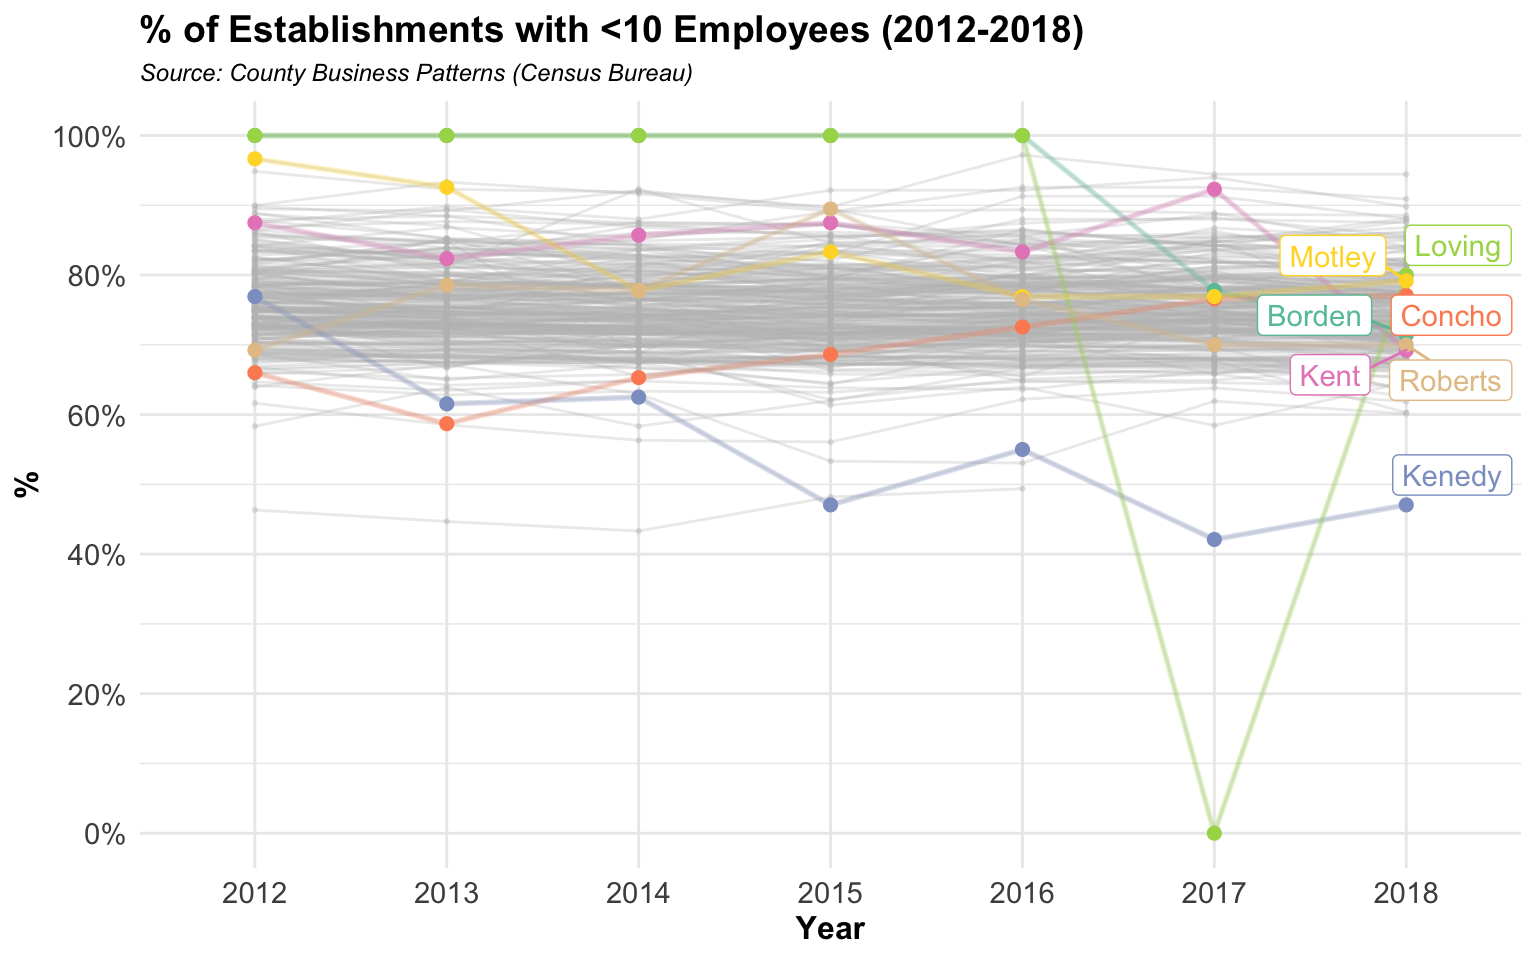 % of Establishments with <10 Employees (2012-2018)
Source: County Business Patterns (Census Bureau)
100%
80%
60%
40%
20%
0%
%
Loving
Motley
Borden
Concho
Kent
Roberts
Kenedy
2012 2013 2014 2015 2016 2017 2018
Year